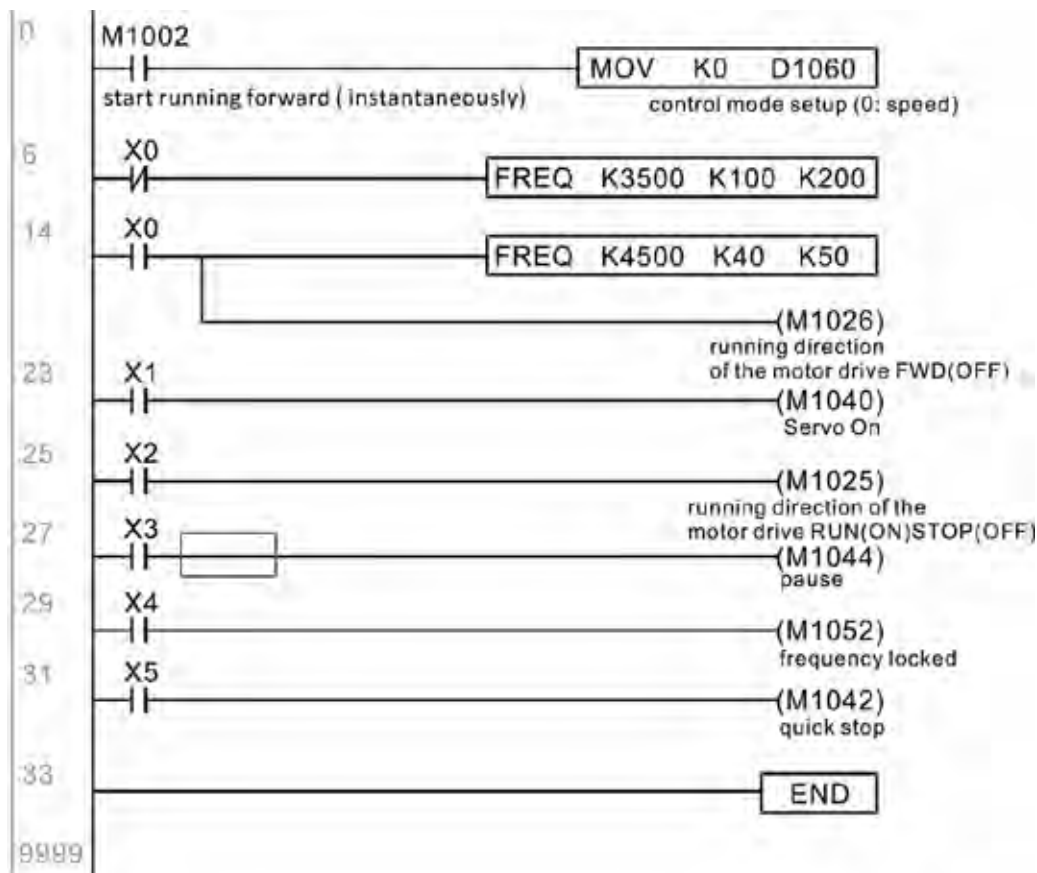 0
M1002
MOV K0 D1060
start running forward ( instantaneously)
control mode setup (0: speed)
6
X0
FREQ K3500 K100 K200
14
X0
FREQ K4500 K40 K50
(M1026)
running direction
of the motor drive FWD(OFF)
23
X1
(M1040)
Servo On
25
X2
(M1025)
running direction of the
motor drive RUN(ON)STOP(OFF)
27
X3
(M1044)
pause
29
X4
(M1052)
frequency locked
31
X5
(M1042)
quick stop
33
END
9999